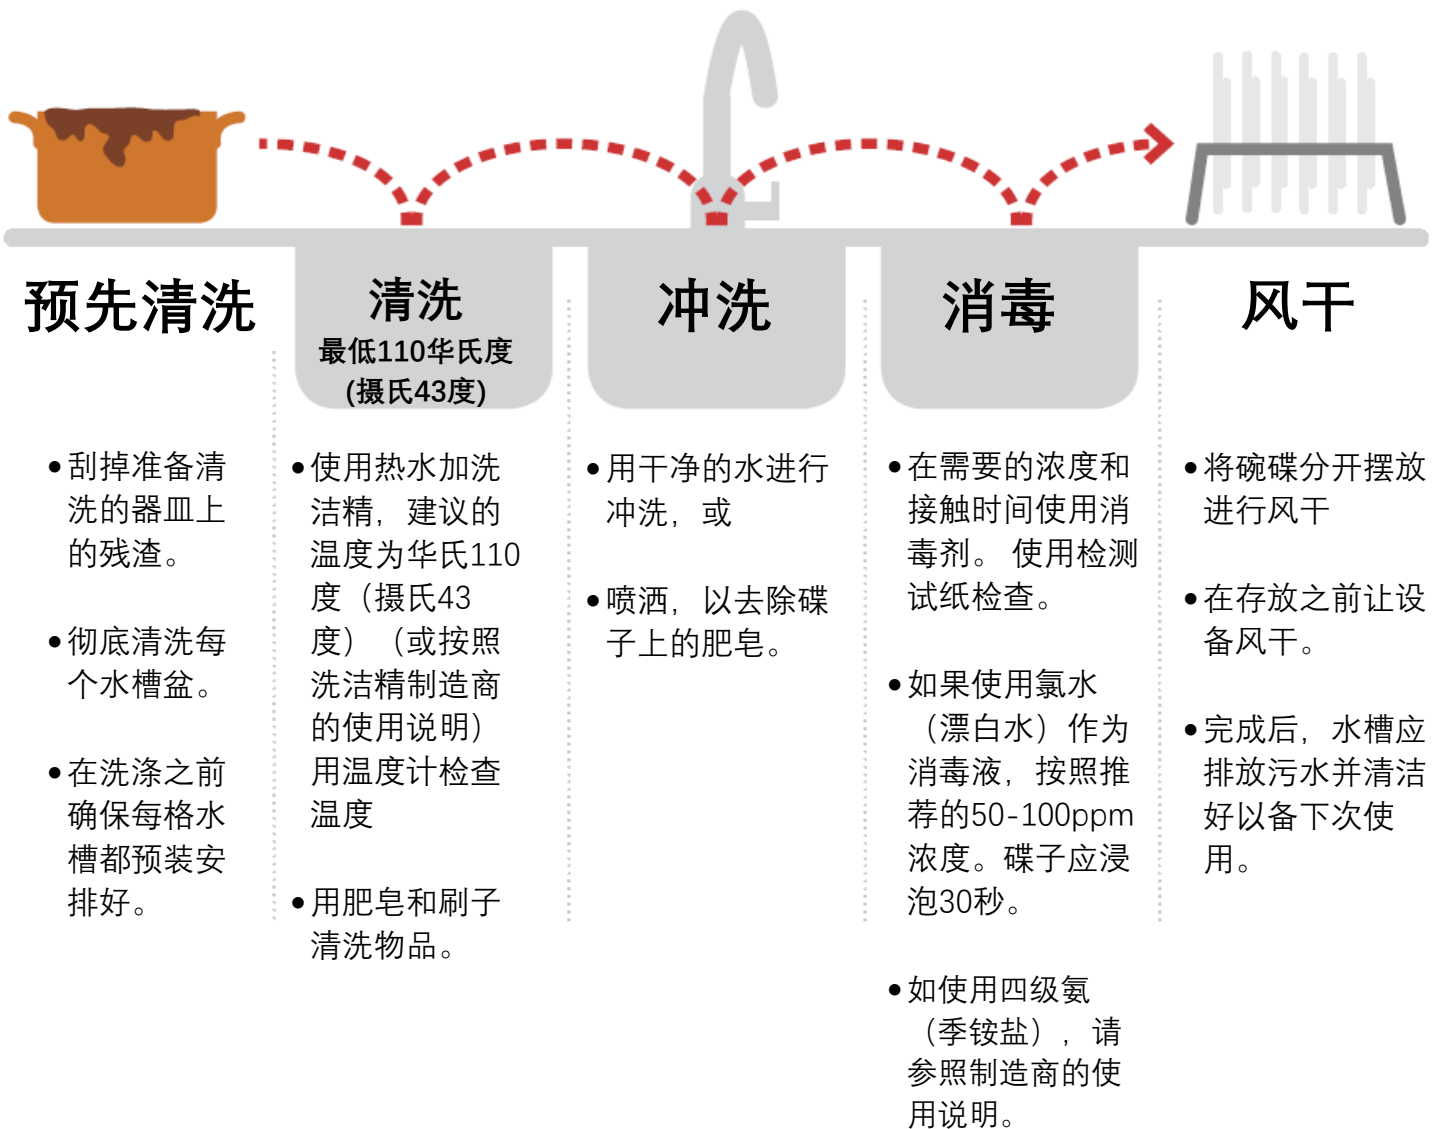 预先清洗
•刮掉准备清
洗的器皿上
的残渣。
•彻底清洗每
个水槽盆。
•在洗涤之前
确保每格水
槽都预装安
排好。
清洗
最低110华氏度
(摄氏43度)
•使用热水加洗
洁精，建议的
温度为华氏110
度（摄氏43
度）（或按照
洗洁精制造商
的使用说明）
用温度计检查
温度
•用肥皂和刷子
清洗物品。
冲洗
•用干净的水进行
冲洗，或
•喷洒，以去除碟
子上的肥皂。
消毒
•在需要的浓度和
接触时间使用消
毒剂。 使用检测
试纸检查。
•如果使用氯水
（漂白水）作为
消毒液，按照推
荐的50-100ppm
浓度。碟子应浸
泡30秒。
•如使用四级氨
（季铵盐），请
参照制造商的使
用说明。
风干
•将碗碟分开摆放
进行风干
•在存放之前让设
备风干。
•完成后，水槽应
排放污水并清洁
好以备下次使
用。